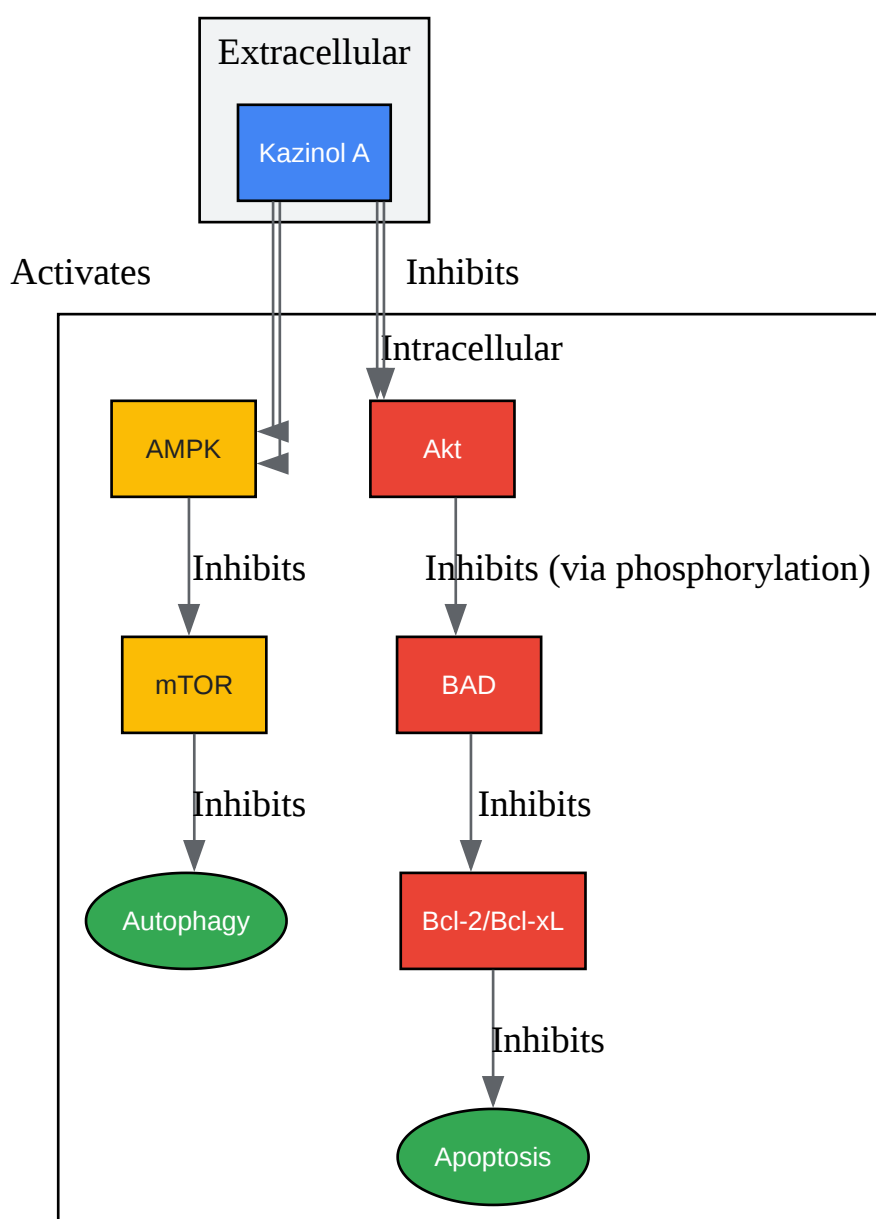 Extracellular
Kazinol A
Activates
Inhibits
Intracellular
AMPK
Akt
Inhibits
Inhibits (via phosphorylation)
mTOR
BAD
Inhibits
Inhibits
Autophagy
Bcl-2/Bcl-xL
Inhibits
Apoptosis